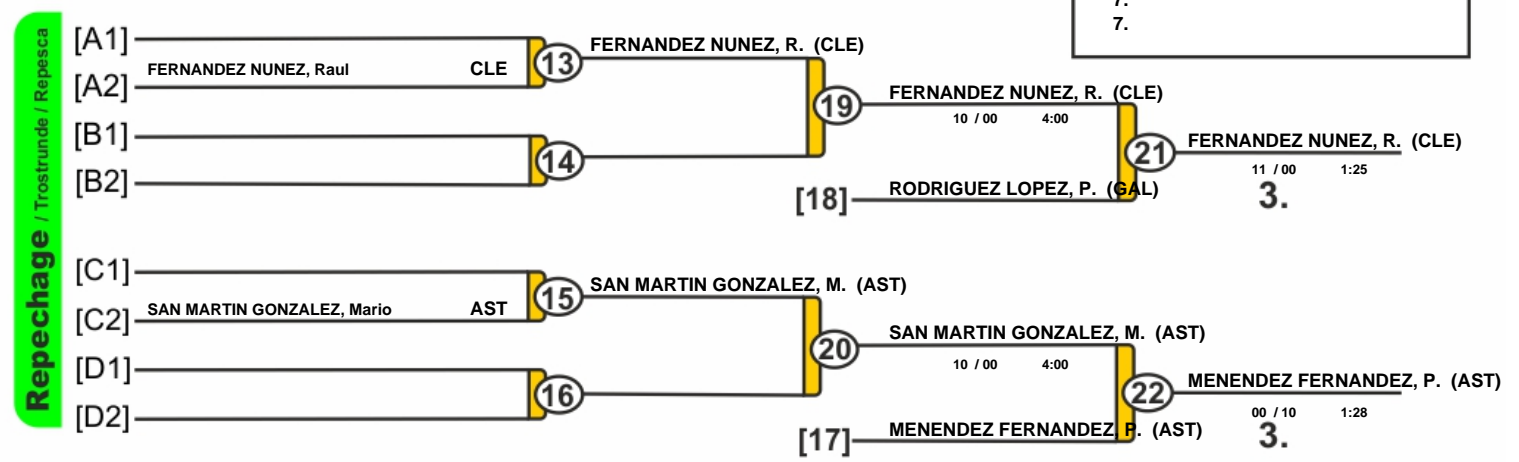 7.
7.
Repechage / Trostrunde / Repesca
[A1]
FERNANDEZ NUNEZ, Raul CLE
[A2]
13
FERNANDEZ NUNEZ, R. (CLE)
[B1]
14
[B2]
19
FERNANDEZ NUNEZ, R. (CLE)
10 / 00 4:00
[18]
RODRIGUEZ LOPEZ, P. (GAL)
21
FERNANDEZ NUNEZ, R. (CLE)
11 / 00 1:25
3.
[C1]
SAN MARTIN GONZALEZ, Mario AST
[C2]
15
SAN MARTIN GONZALEZ, M. (AST)
[D1]
16
[D2]
20
SAN MARTIN GONZALEZ, M. (AST)
10 / 00 4:00
[17]
MENENDEZ FERNANDEZ, P. (AST)
22
MENENDEZ FERNANDEZ, P. (AST)
00 / 10 1:28
3.